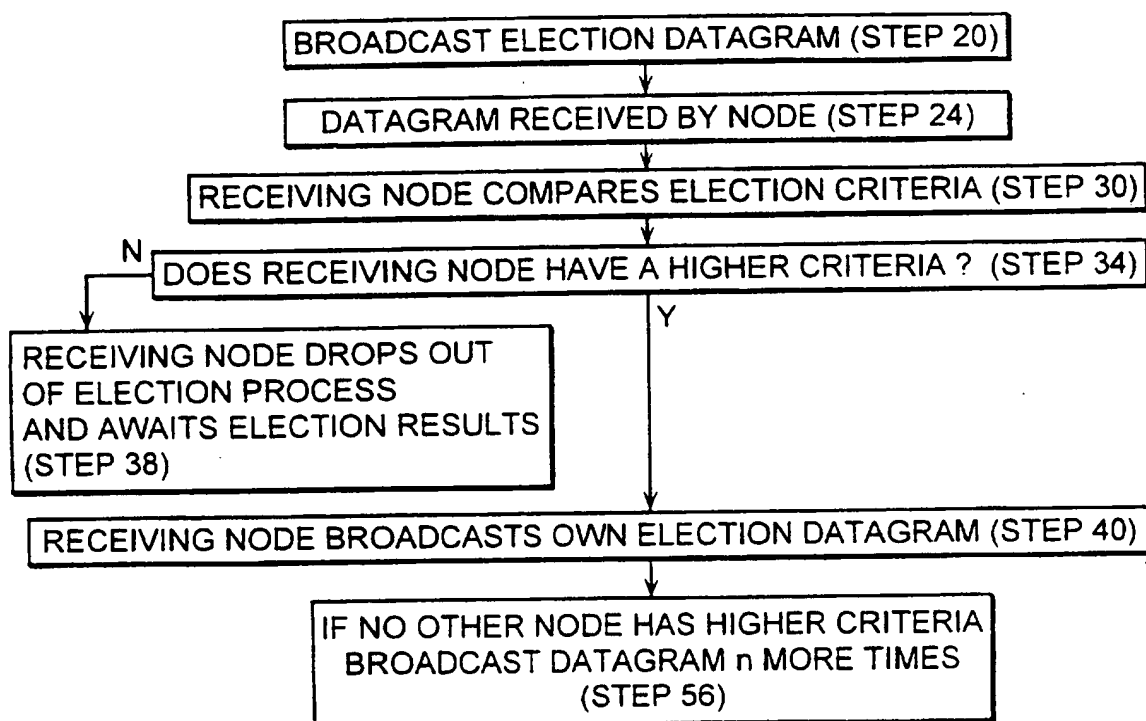 BROADCAST ELECTION DATAGRAM (STEP 20)
DATAGRAM RECEIVED BY NODE (STEP 24)
RECEIVING NODE COMPARES ELECTION CRITERIA (STEP 30)
N
DOES RECEIVING NODE HAVE A HIGHER CRITERIA ? (STEP 34)
Y
RECEIVING NODE DROPS OUT
OF ELECTION PROCESS
AND AWAITS ELECTION RESULTS
(STEP 38)
RECEIVING NODE BROADCASTS OWN ELECTION DATAGRAM (STEP 40)
IF NO OTHER NODE HAS HIGHER CRITERIA
BROADCAST DATAGRAM n MORE TIMES
(STEP 56)